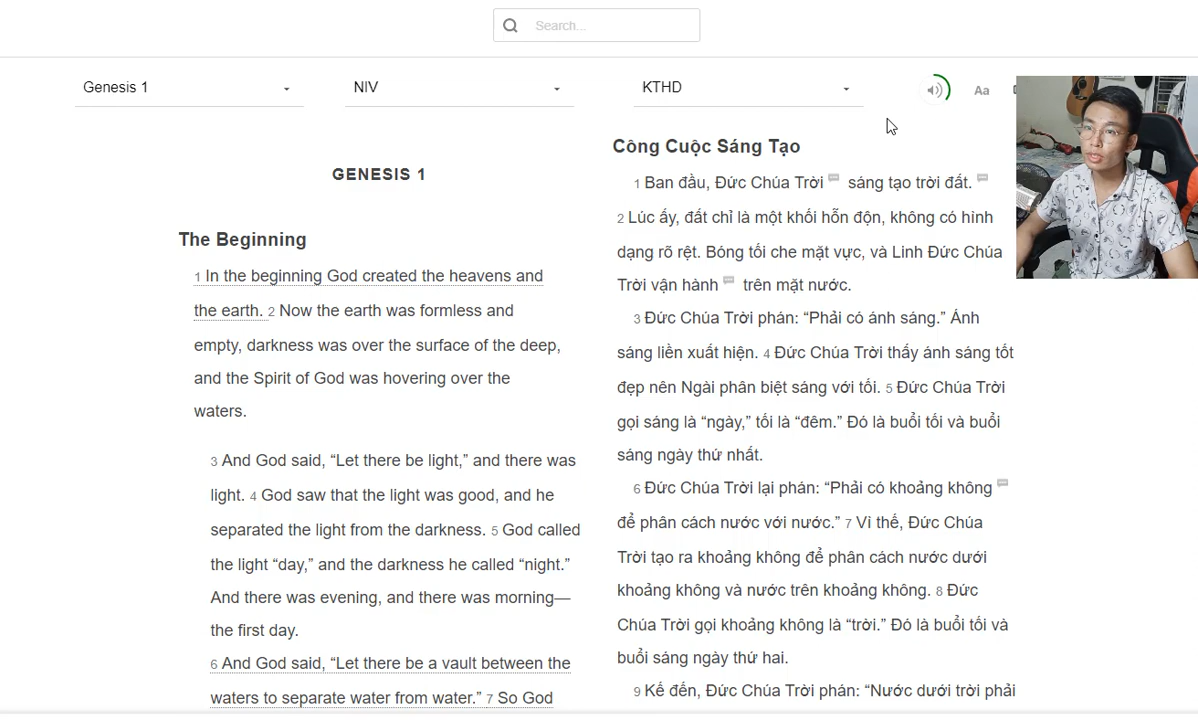 Search...
Genesis 1
NIV
KTHD
Aa
GENESIS 1
The Beginning
1 In the beginning God created the heavens and
the earth. 2 Now the earth was formless and
empty, darkness was over the surface of the deep,
and the Spirit of God was hovering over the
waters.
3 And God said, “Let there be light,” and there was
light. 4 God saw that the light was good, and he
separated the light from the darkness. 5 God called
the light “day,” and the darkness he called “night.”
And there was evening, and there was morning—
the first day.
6 And God said, “Let there be a vault between the
waters to separate water from water.” 7 So God
Công Cuộc Sáng Tạo
1 Ban đầu, Đức Chúa Trời sáng tạo trời đất.
2 Lúc ấy, đất chỉ là một khối hỗn độn, không có hình
dạng rõ rệt. Bóng tối che mặt vực, và Linh Đức Chúa
Trời vận hành trên mặt nước.
3 Đức Chúa Trời phán: “Phải có ánh sáng.” Ánh
sáng liền xuất hiện. 4 Đức Chúa Trời thấy ánh sáng tốt
đẹp nên Ngài phân biệt sáng với tối. 5 Đức Chúa Trời
gọi sáng là “ngày,” tối là “đêm.” Đó là buổi tối và buổi
sáng ngày thứ nhất.
6 Đức Chúa Trời lại phán: “Phải có khoảng không
để phân cách nước với nước.” 7 Vì thế, Đức Chúa
Trời tạo ra khoảng không để phân cách nước dưới
khoảng không và nước trên khoảng không. 8 Đức
Chúa Trời gọi khoảng không là “trời.” Đó là buổi tối và
buổi sáng ngày thứ hai.
9 Kế đến, Đức Chúa Trời phán: “Nước dưới trời phải